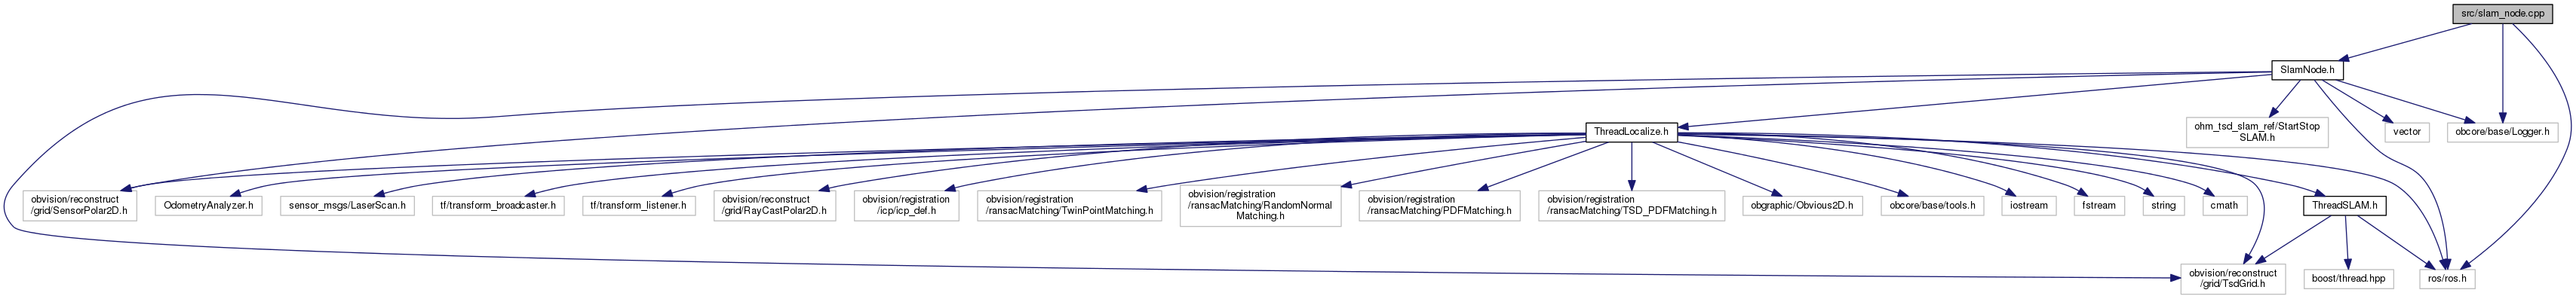 src/slam_node.cpp
SlamNode.h
ThreadLocalize.h
ohm_tsd_slam_ref/StartStop
SLAM.h
vector
obcore/base/Logger.h
obvision/reconstruct
/grid/SensorPolar2D.h
OdometryAnalyzer.h
sensor_msgs/LaserScan.h
tf/transform_broadcaster.h
tf/transform_listener.h
obvision/reconstruct
/grid/RayCastPolar2D.h
obvision/registration
/icp/icp_def.h
obvision/registration
/ransacMatching/TwinPointMatching.h
obvision/registration
/ransacMatching/RandomNormal
Matching.h
obvision/registration
/ransacMatching/PDFMatching.h
obvision/registration
/ransacMatching/TSD_PDFMatching.h
obgraphic/Obvious2D.h
obcore/base/tools.h
iostream
fstream
string
cmath
ThreadSLAM.h
obvision/reconstruct
/grid/TsdGrid.h
boost/thread.hpp
ros/ros.h